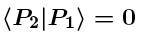 ⟨P₂|P₁⟩ = 0